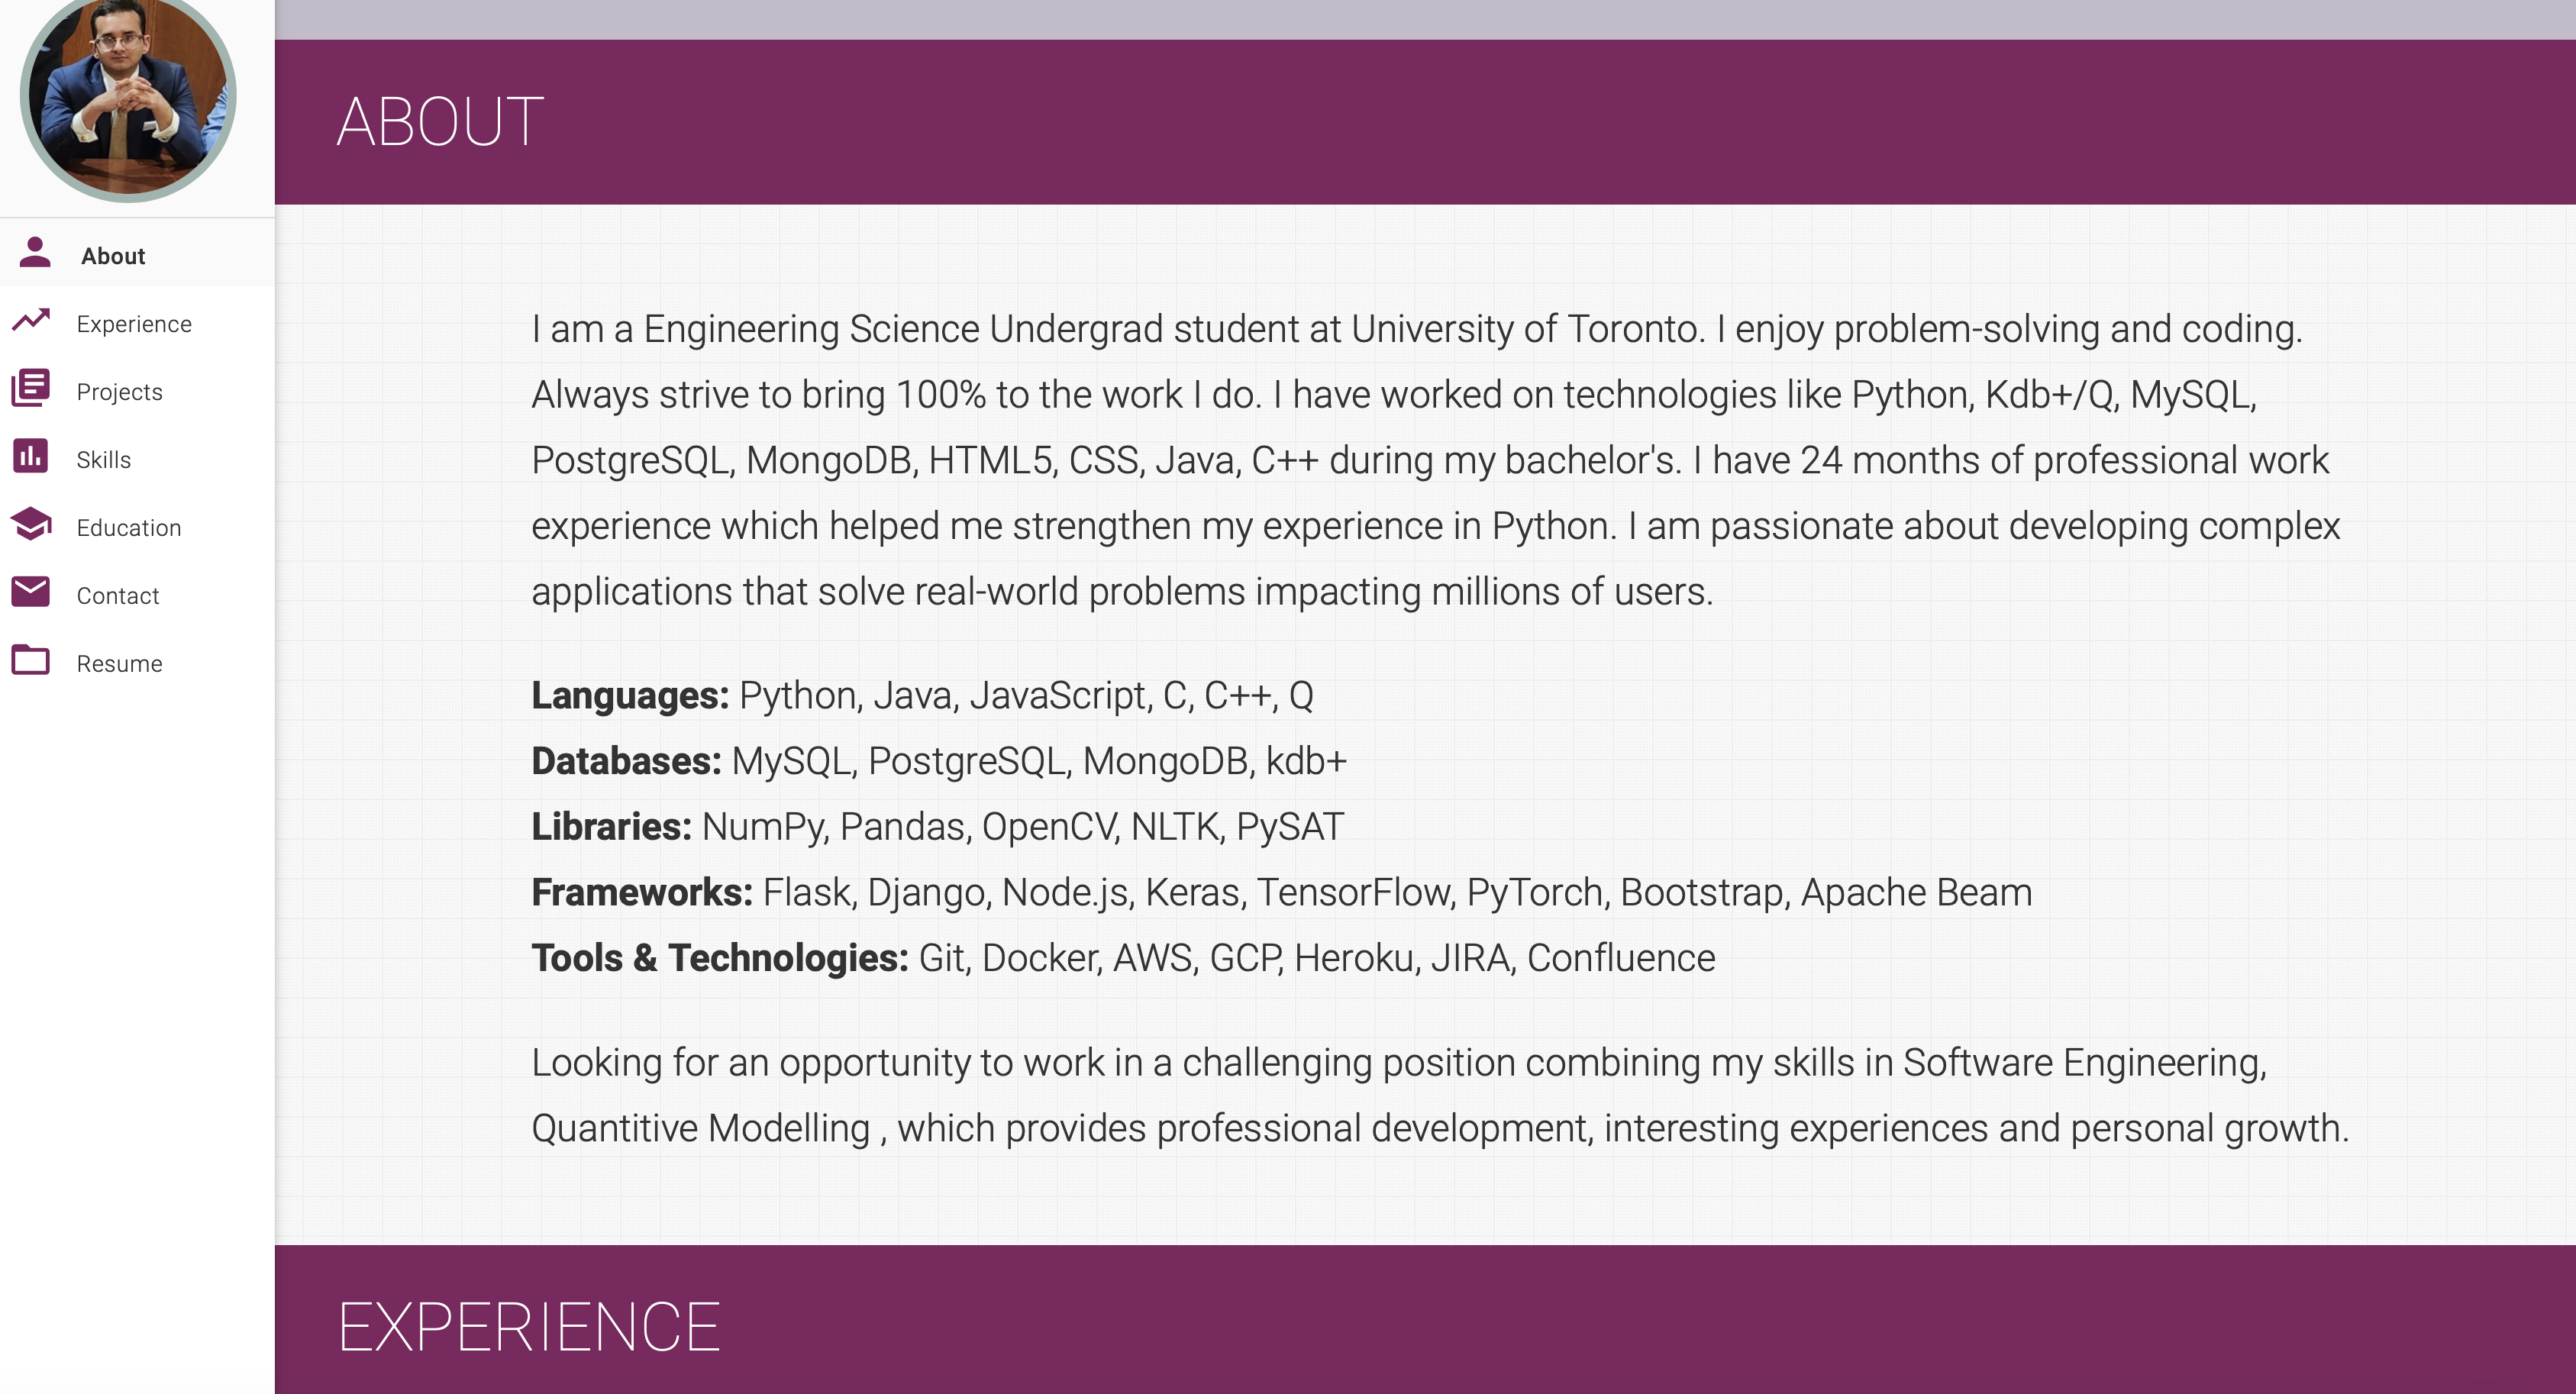 About
Experience
Projects
Skills
Education
Contact
Resume
ABOUT
I am a Engineering Science Undergrad student at University of Toronto. I enjoy problem-solving and coding.
Always strive to bring 100% to the work I do. I have worked on technologies like Python, Kdb+/Q, MySQL,
PostgreSQL, MongoDB, HTML5, CSS, Java, C++ during my bachelor's. I have 24 months of professional work
experience which helped me strengthen my experience in Python. I am passionate about developing complex
applications that solve real-world problems impacting millions of users.
Languages: Python, Java, JavaScript, C, C++, Q
Databases: MySQL, PostgreSQL, MongoDB, kdb+
Libraries: NumPy, Pandas, OpenCV, NLTK, PySAT
Frameworks: Flask, Django, Node.js, Keras, TensorFlow, PyTorch, Bootstrap, Apache Beam
Tools & Technologies: Git, Docker, AWS, GCP, Heroku, JIRA, Confluence
Looking for an opportunity to work in a challenging position combining my skills in Software Engineering,
Quantitive Modelling , which provides professional development, interesting experiences and personal growth.
EXPERIENCE